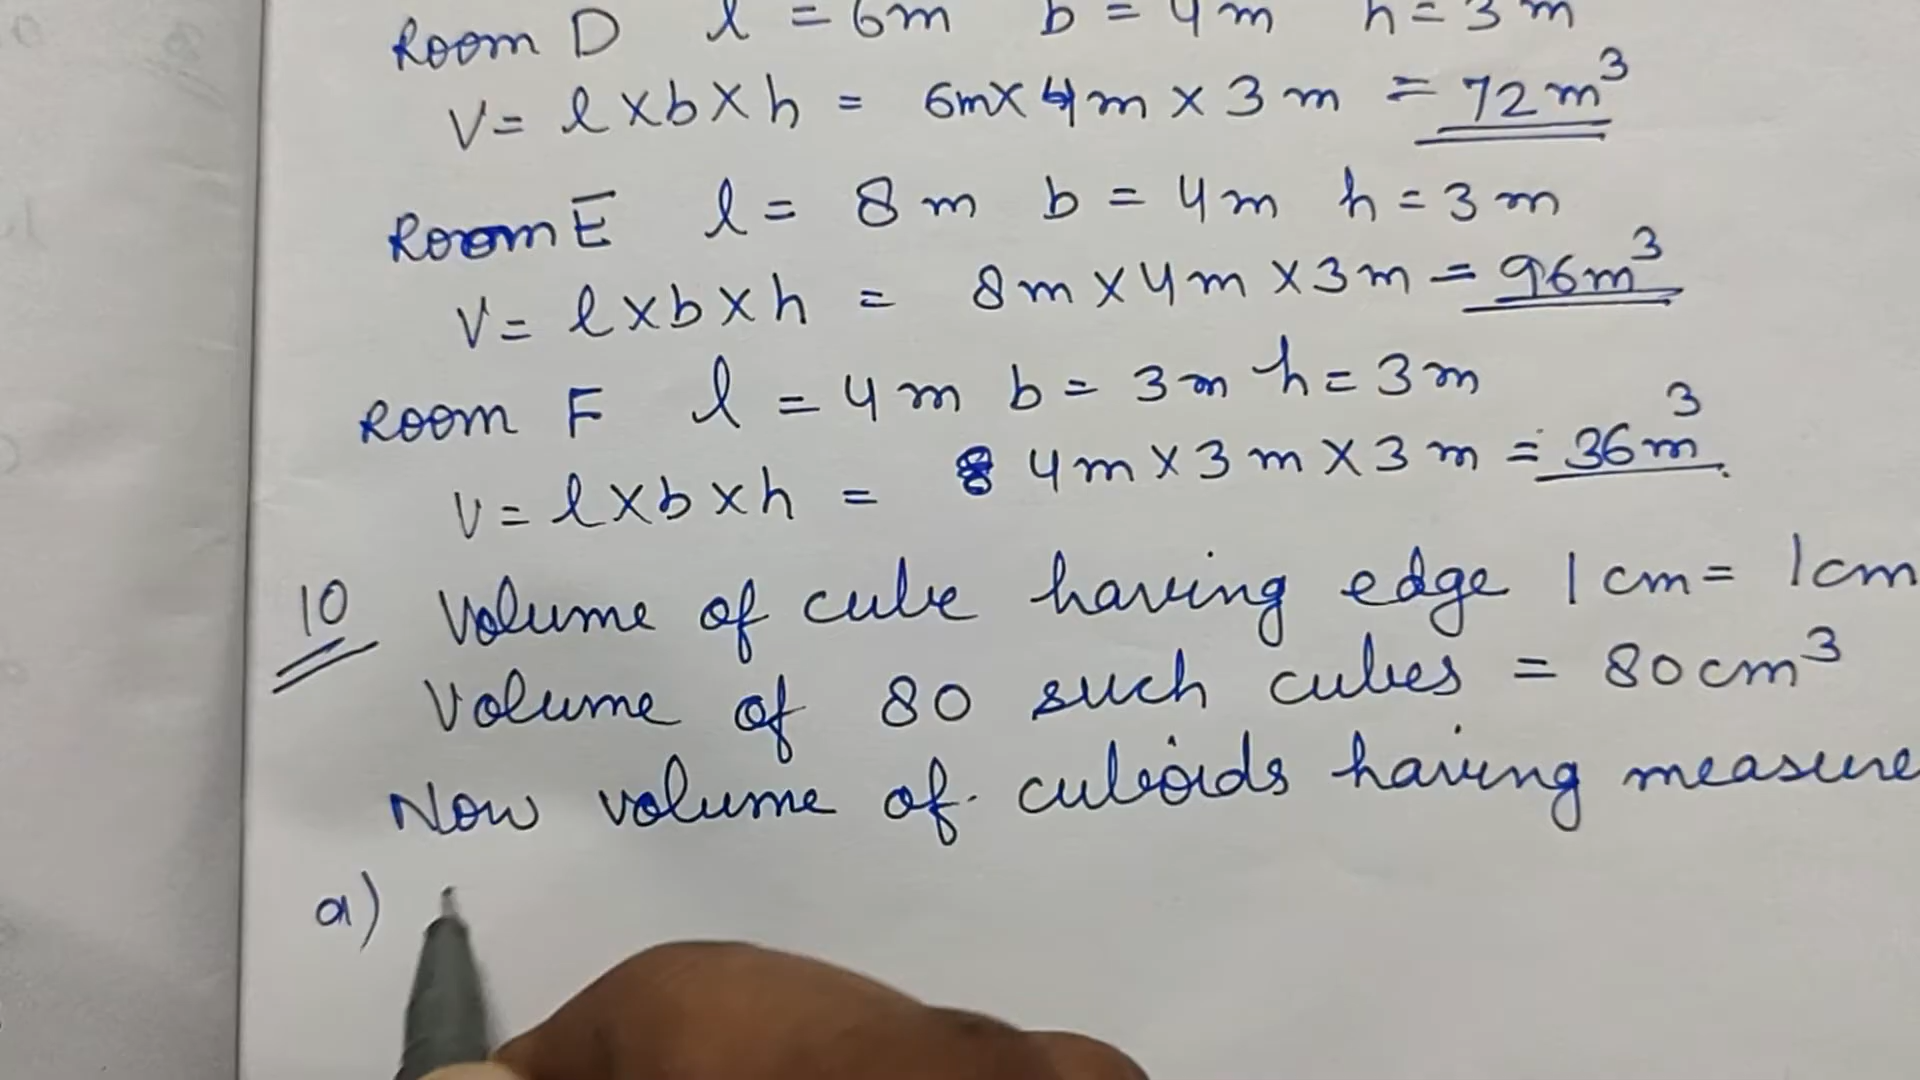 Room D l = 6m b = 4m h = 3m
V = l×b×h = 6m× 4m × 3m = 72m³
Room E l = 8m b = 4m h = 3m
V = l×b×h = 8m×4m×3m = 96m³
Room F l = 4m b = 3m h = 3m
V = l×b×h = 4m×3m×3m = 36m³
10 Volume of cube having edge 1cm = 1cm
Volume of 80 such cubes = 80cm³
Now volume of cuboids having measure
a)